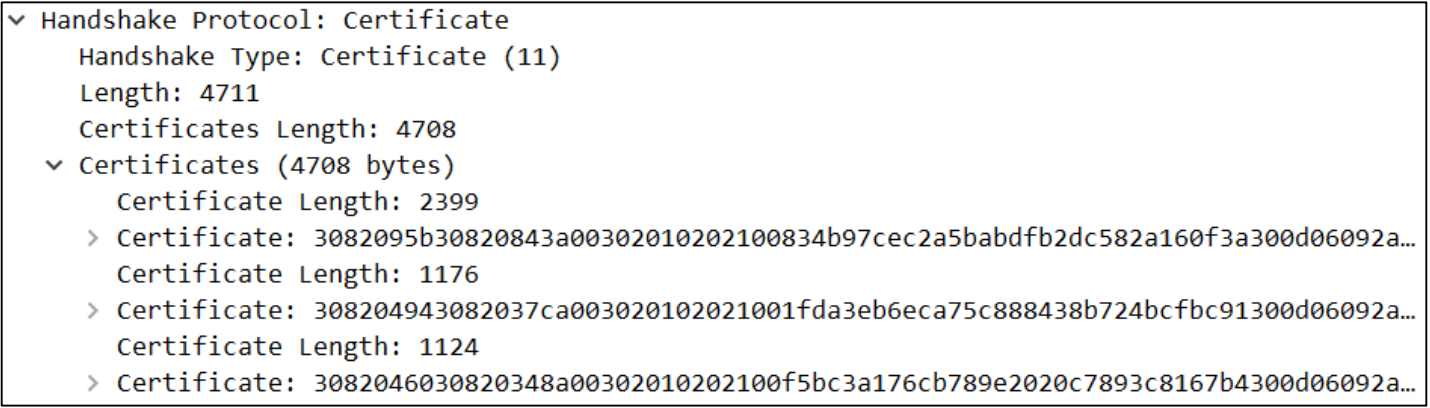 Handshake Protocol: Certificate
Handshake Type: Certificate (11)
Length: 4711
Certificates Length: 4708
Certificates (4708 bytes)
Certificate Length: 2399
Certificate: 3082095b30820843a00302010202100834b97cec2a5babdfb2dc582a160f3a300d06092a…
Certificate Length: 1176
Certificate: 308204943082037ca003020102021001fda3eb6eca75c888438b724bcfbc91300d06092a…
Certificate Length: 1124
Certificate: 3082046030820348a00302010202100f5bc3a176cb789e2020c7893c8167b4300d06092a…